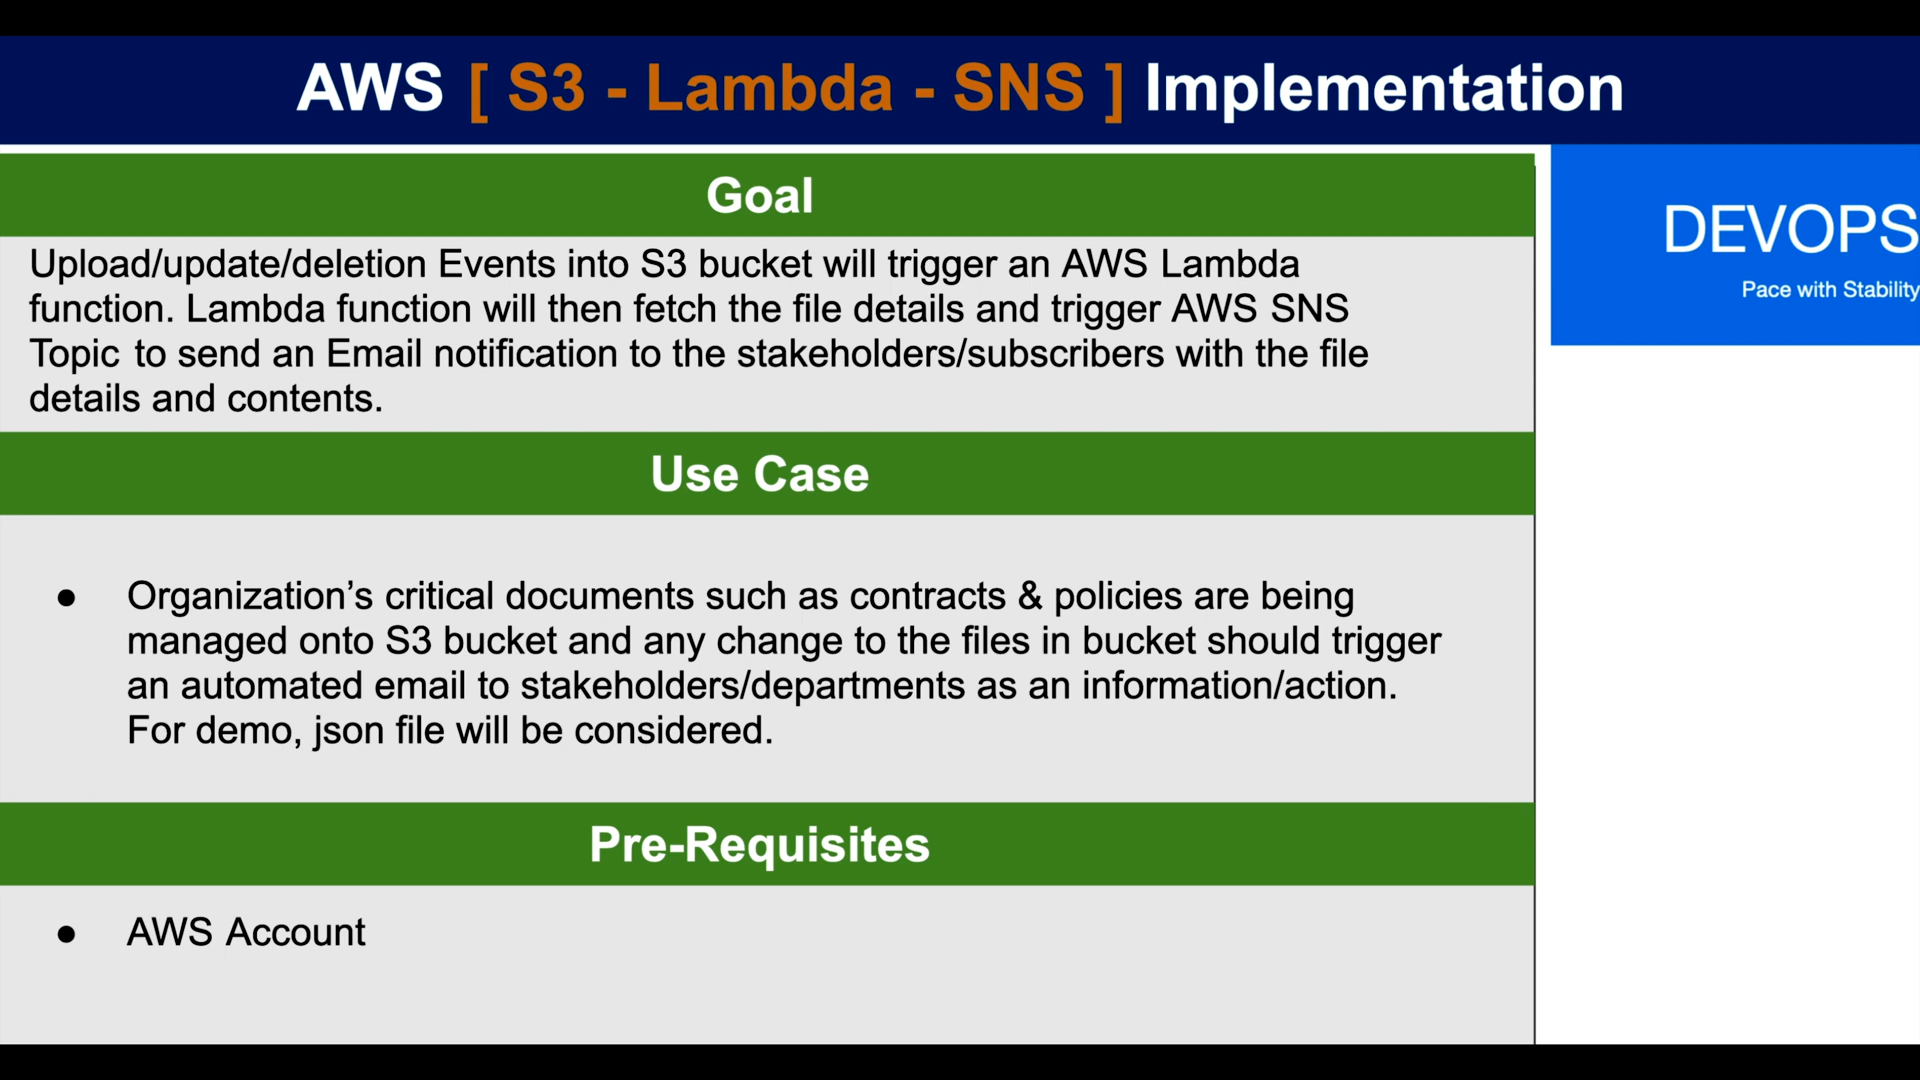 AWS [ S3 - Lambda - SNS ] Implementation
Goal
Upload/update/deletion Events into S3 bucket will trigger an AWS Lambda
function. Lambda function will then fetch the file details and trigger AWS SNS
Topic to send an Email notification to the stakeholders/subscribers with the file
details and contents.
DEVOPS
Pace with Stability
Use Case
● Organization’s critical documents such as contracts & policies are being
managed onto S3 bucket and any change to the files in bucket should trigger
an automated email to stakeholders/departments as an information/action.
For demo, json file will be considered.
Pre-Requisites
● AWS Account